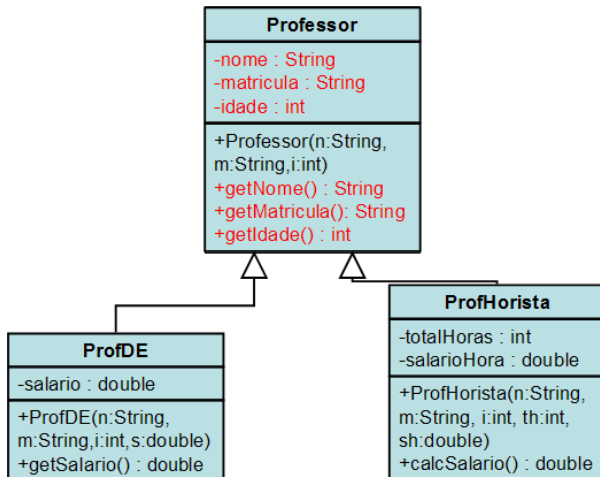 Professor
-nome : String
-matricula : String
-idade : int
+Professor(n:String,
m:String,i:int)
+getNome() : String
+getMatricula(): String
+getIdade() : int
ProfDE
-salario : double
+ProfDE(n:String,
m:String,i:int,s:double)
+getSalario() : double
ProfHorista
-totalHoras : int
-salarioHora : double
+ProfHorista(n:String,
m:String, i:int, th:int,
sh:double)
+calcSalario() : double